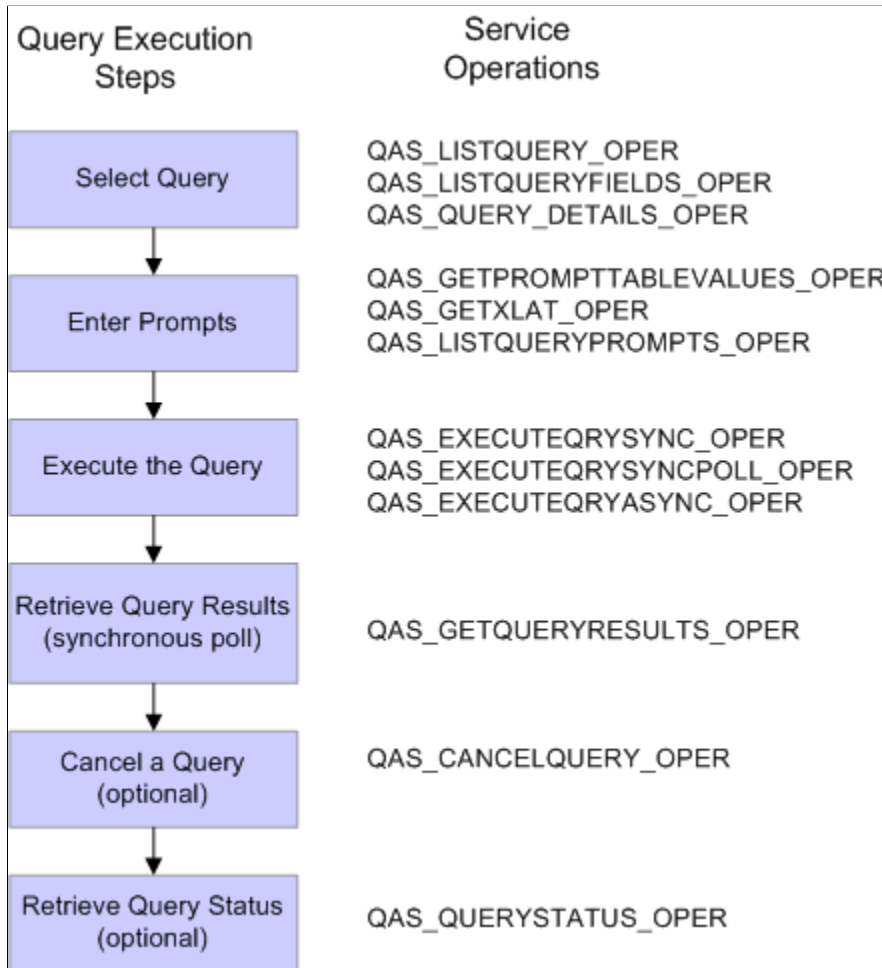 Query Execution
Steps
Service
Operations
Select Query
QAS_LISTQUERY_OPER
QAS_LISTQUERYFIELDS_OPER
QAS_QUERY_DETAILS_OPER
Enter Prompts
QAS_GETPROMPTTABLEVALUES_OPER
QAS_GETXLAT_OPER
QAS_LISTQUERYPROMPTS_OPER
Execute the Query
QAS_EXECUTEQRYSYNC_OPER
QAS_EXECUTEQRYSYNCPOLL_OPER
QAS_EXECUTEQRYASYNC_OPER
Retrieve Query Results
(synchronous poll)
QAS_GETQUERYRESULTS_OPER
Cancel a Query
(optional)
QAS_CANCELQUERY_OPER
Retrieve Query Status
(optional)
QAS_QUERYSTATUS_OPER